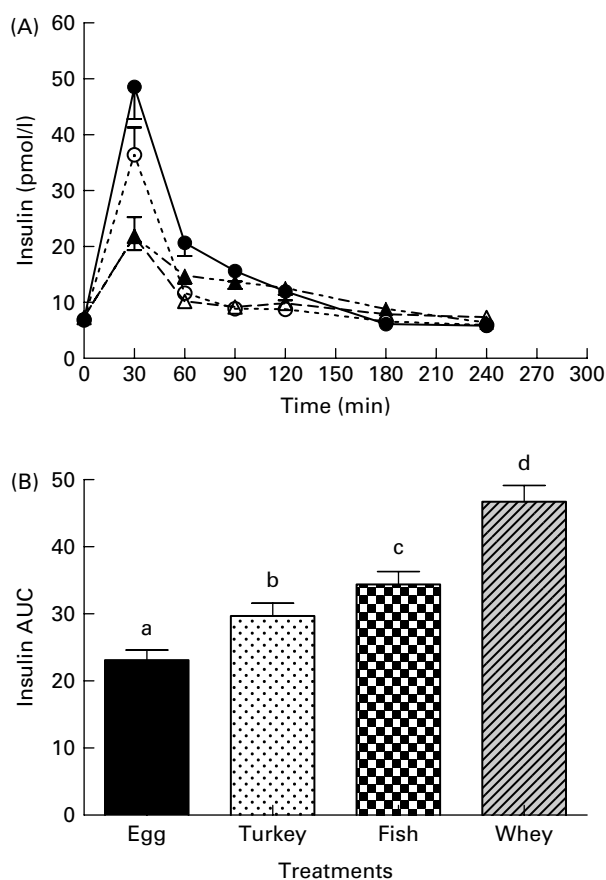 (A)
60
50
40
30
20
10
0
Insulin (pmol/l)
0 30 60 90 120 150 180 210 240 270 300
Time (min)
(B)
50
40
30
20
10
0
Insulin AUC
a
b
c
d
Egg Turkey Fish Whey
Treatments